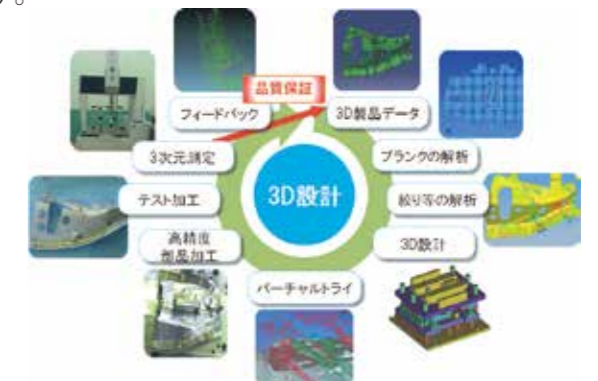 る。
品質保証
フィードバック
3D製品データ
3次元測定
ブランクの解析
3D設計
テスト加工
絞り等の解析
高精度
部品加工
3D設計
バーチャルトライ